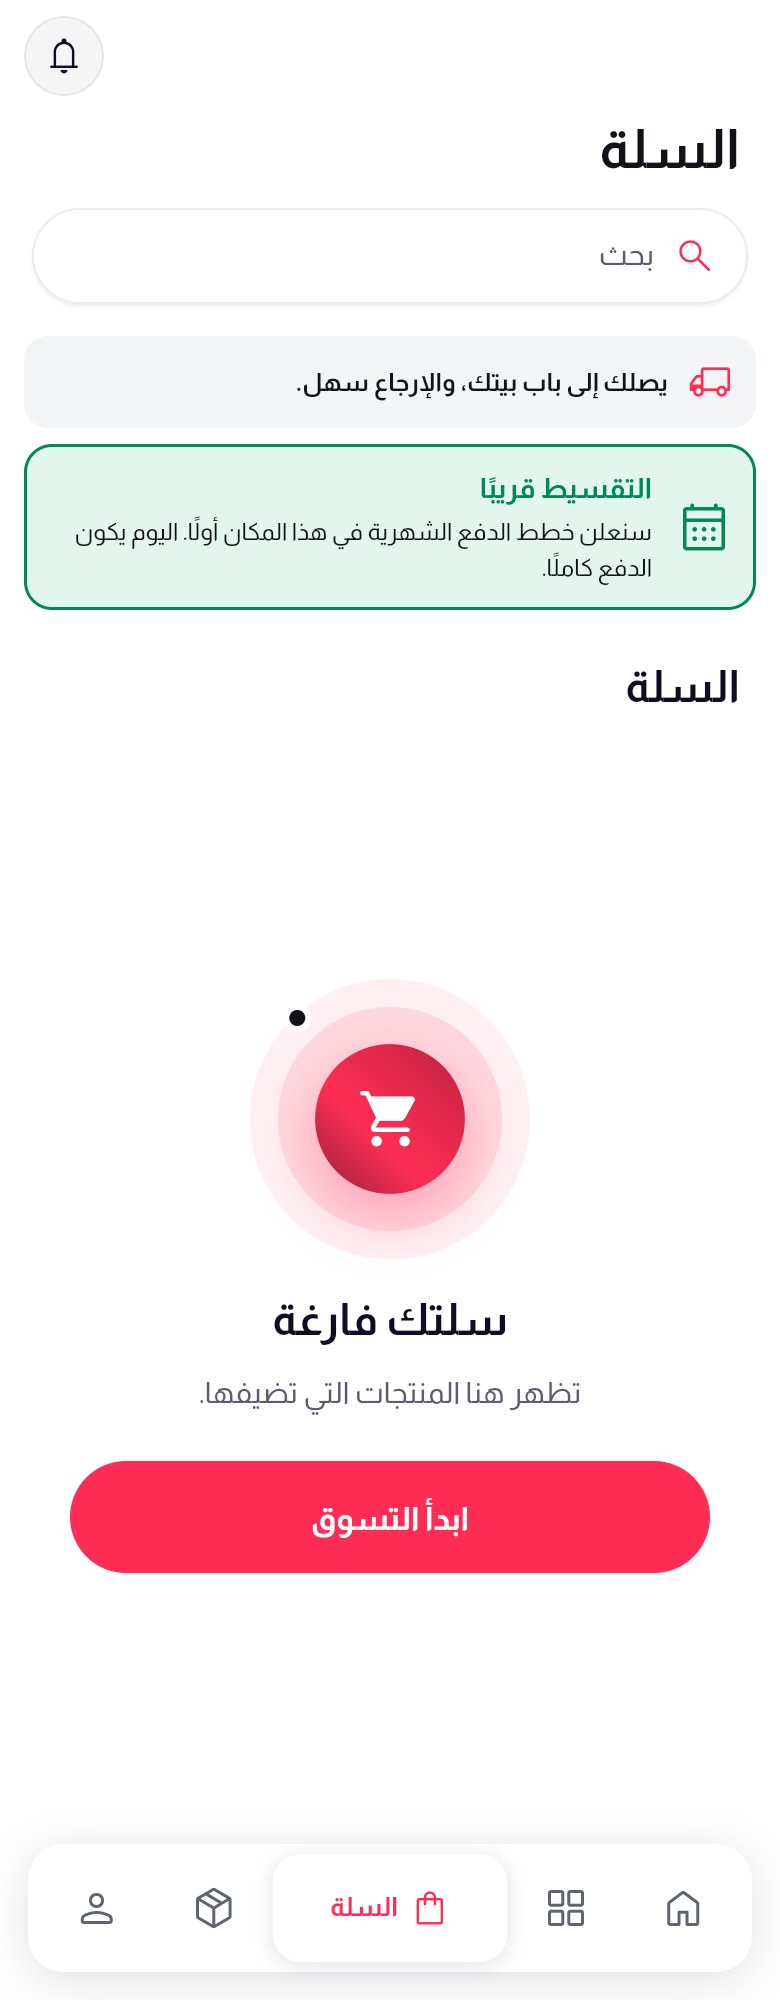 السلة
بحث
يصلك إلى باب بيتك، والإرجاع سهل.
التقسيط قريبًا
سنعلن خطط الدفع الشهرية في هذا المكان أولًا. اليوم يكون
الدفع كاملًا.
السلة
سلتك فارغة
تظهر هنا المنتجات التي تضيفها.
ابدأ التسوق
السلة